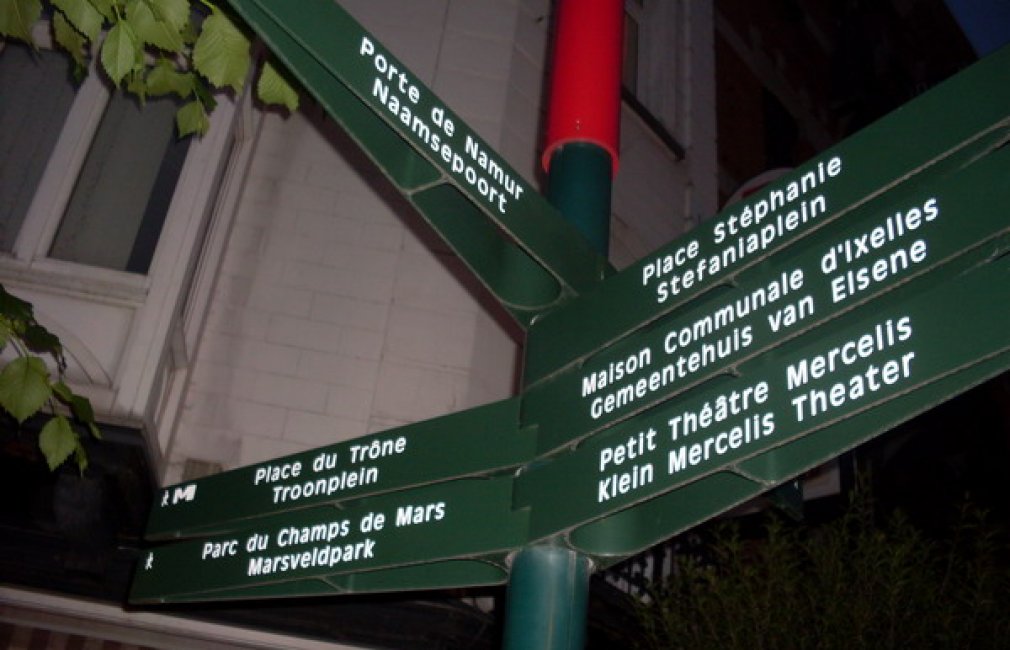 Porte de Namur
Naamsepoort
Place Stéphanie
Stefaniaplein
Maison Communale d'Ixelles
Gemeentehuis van Elsene
Petit Théâtre Mercelis
Klein Mercelis Theater
M
Place du Trône
Troonplein
Parc du Champs de Mars
Marsveldpark